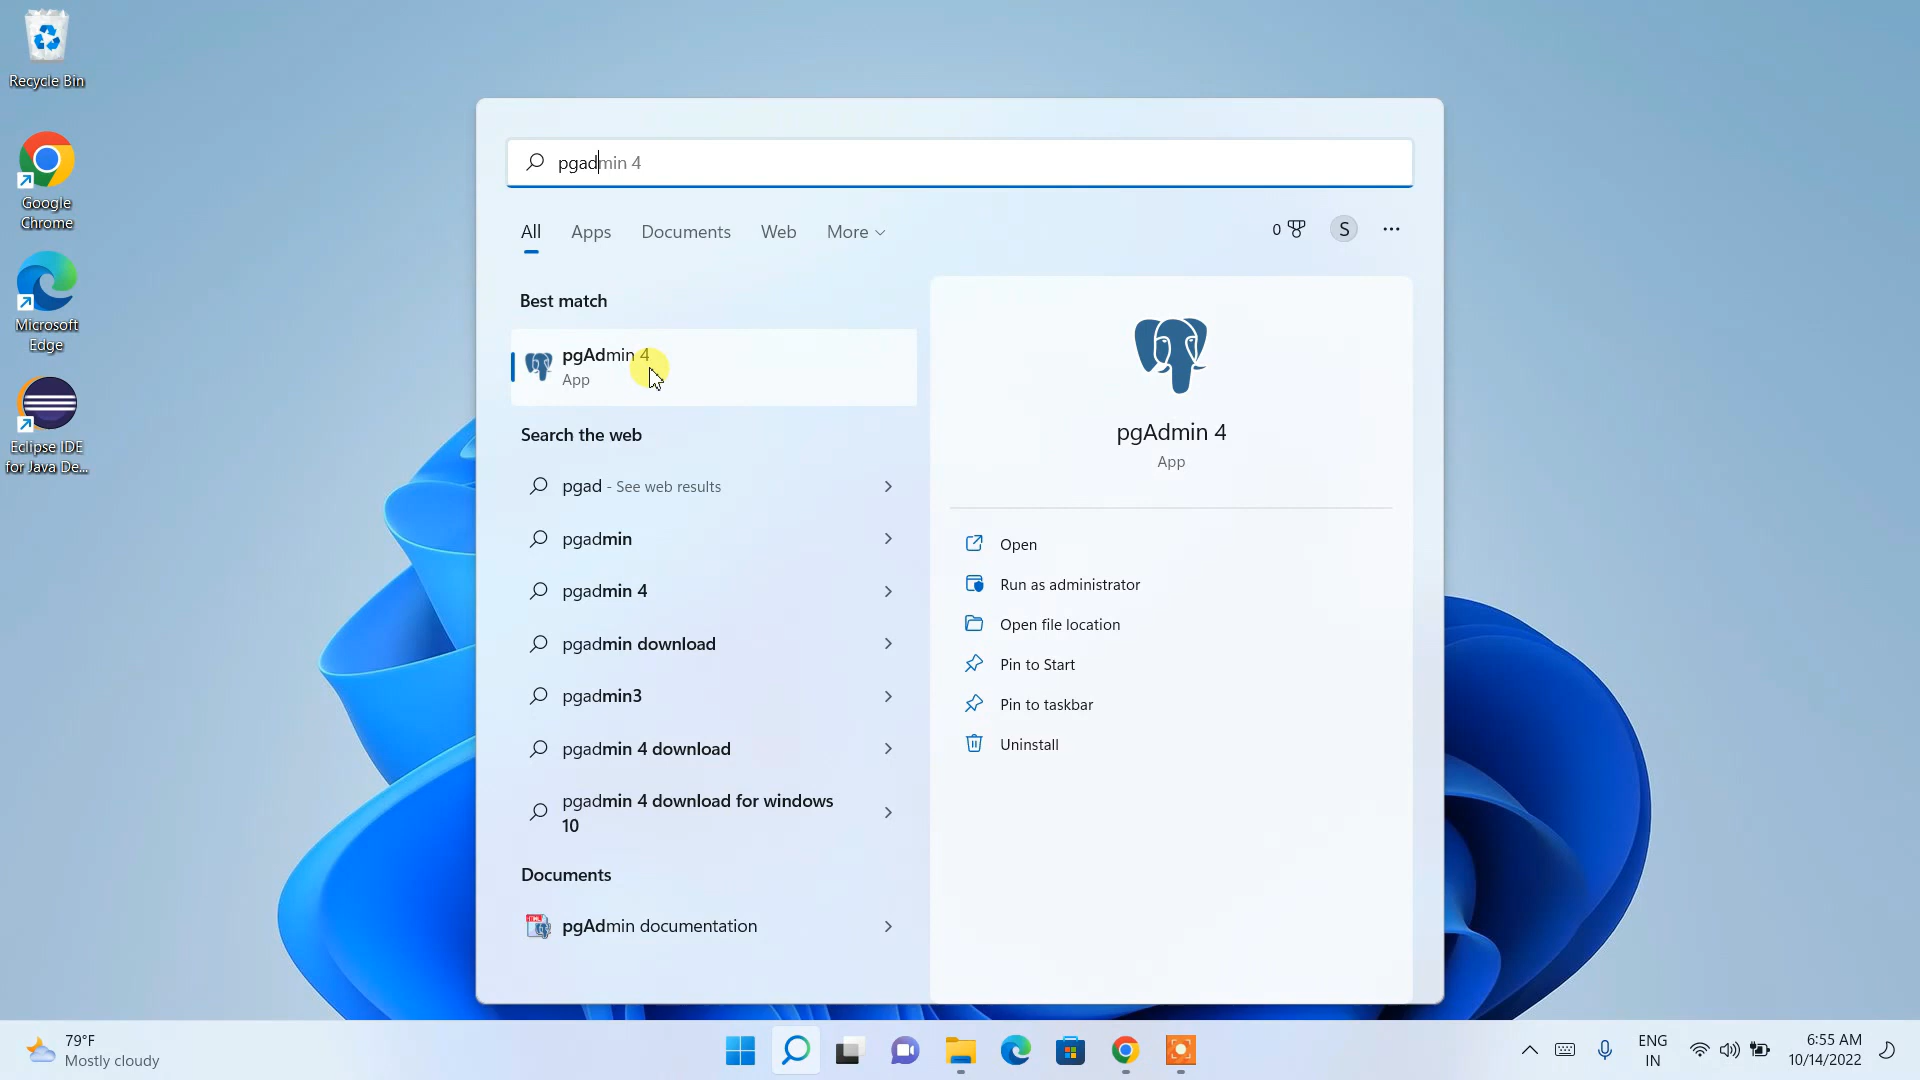 Recycle Bin
Google
Chrome
Microsoft
Edge
Eclipse IDE
for Java De...
pgadmin 4
All
Apps
Documents
Web
More
0
S
Best match
pgAdmin 4
App
Search the web
pgad - See web results
pgadmin
pgadmin 4
pgadmin download
pgadmin3
pgadmin 4 download
pgadmin 4 download for windows
10
Documents
pgAdmin documentation
pgAdmin 4
App
Open
Run as administrator
Open file location
Pin to Start
Pin to taskbar
Uninstall
79°F
Mostly cloudy
ENG
IN
6:55 AM
10/14/2022